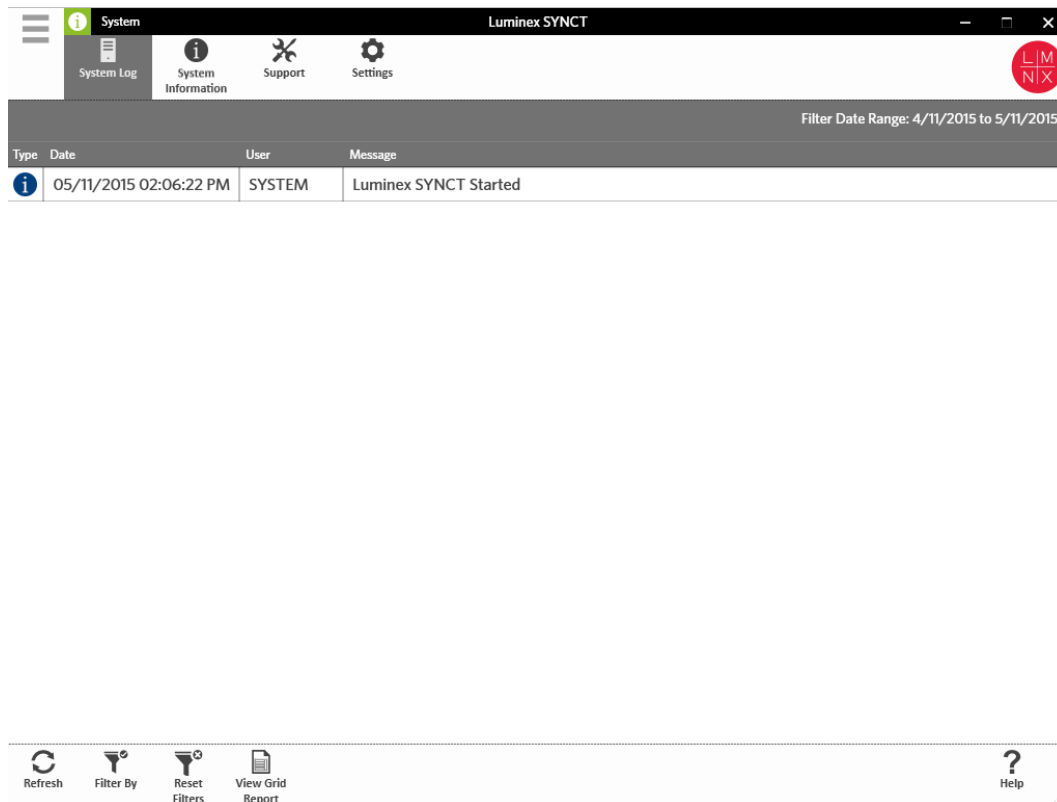 System
Luminex SYNCT
System Log
System
Information
Support
Settings
L M
N X
Filter Date Range: 4/11/2015 to 5/11/2015
Type Date User Message
05/11/2015 02:06:22 PM SYSTEM Luminex SYNCT Started
Refresh
Filter By
Reset
Filters
View Grid
Report
Help